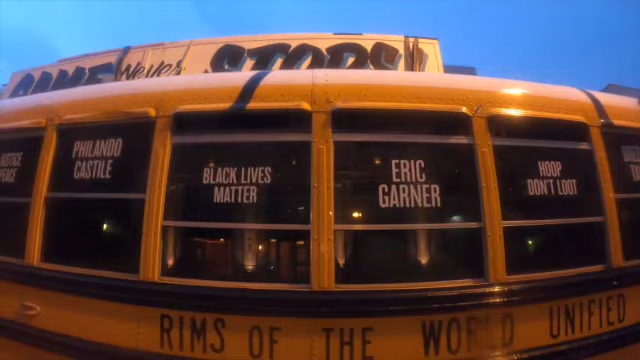 GAME Never STOPS
JUSTICE
PEACE
PHILANDO
CASTILE
BLACK LIVES
MATTER
ERIC
GARNER
HOOP
DON'T LOOT
RIMS OF THE WORLD UNIFIED